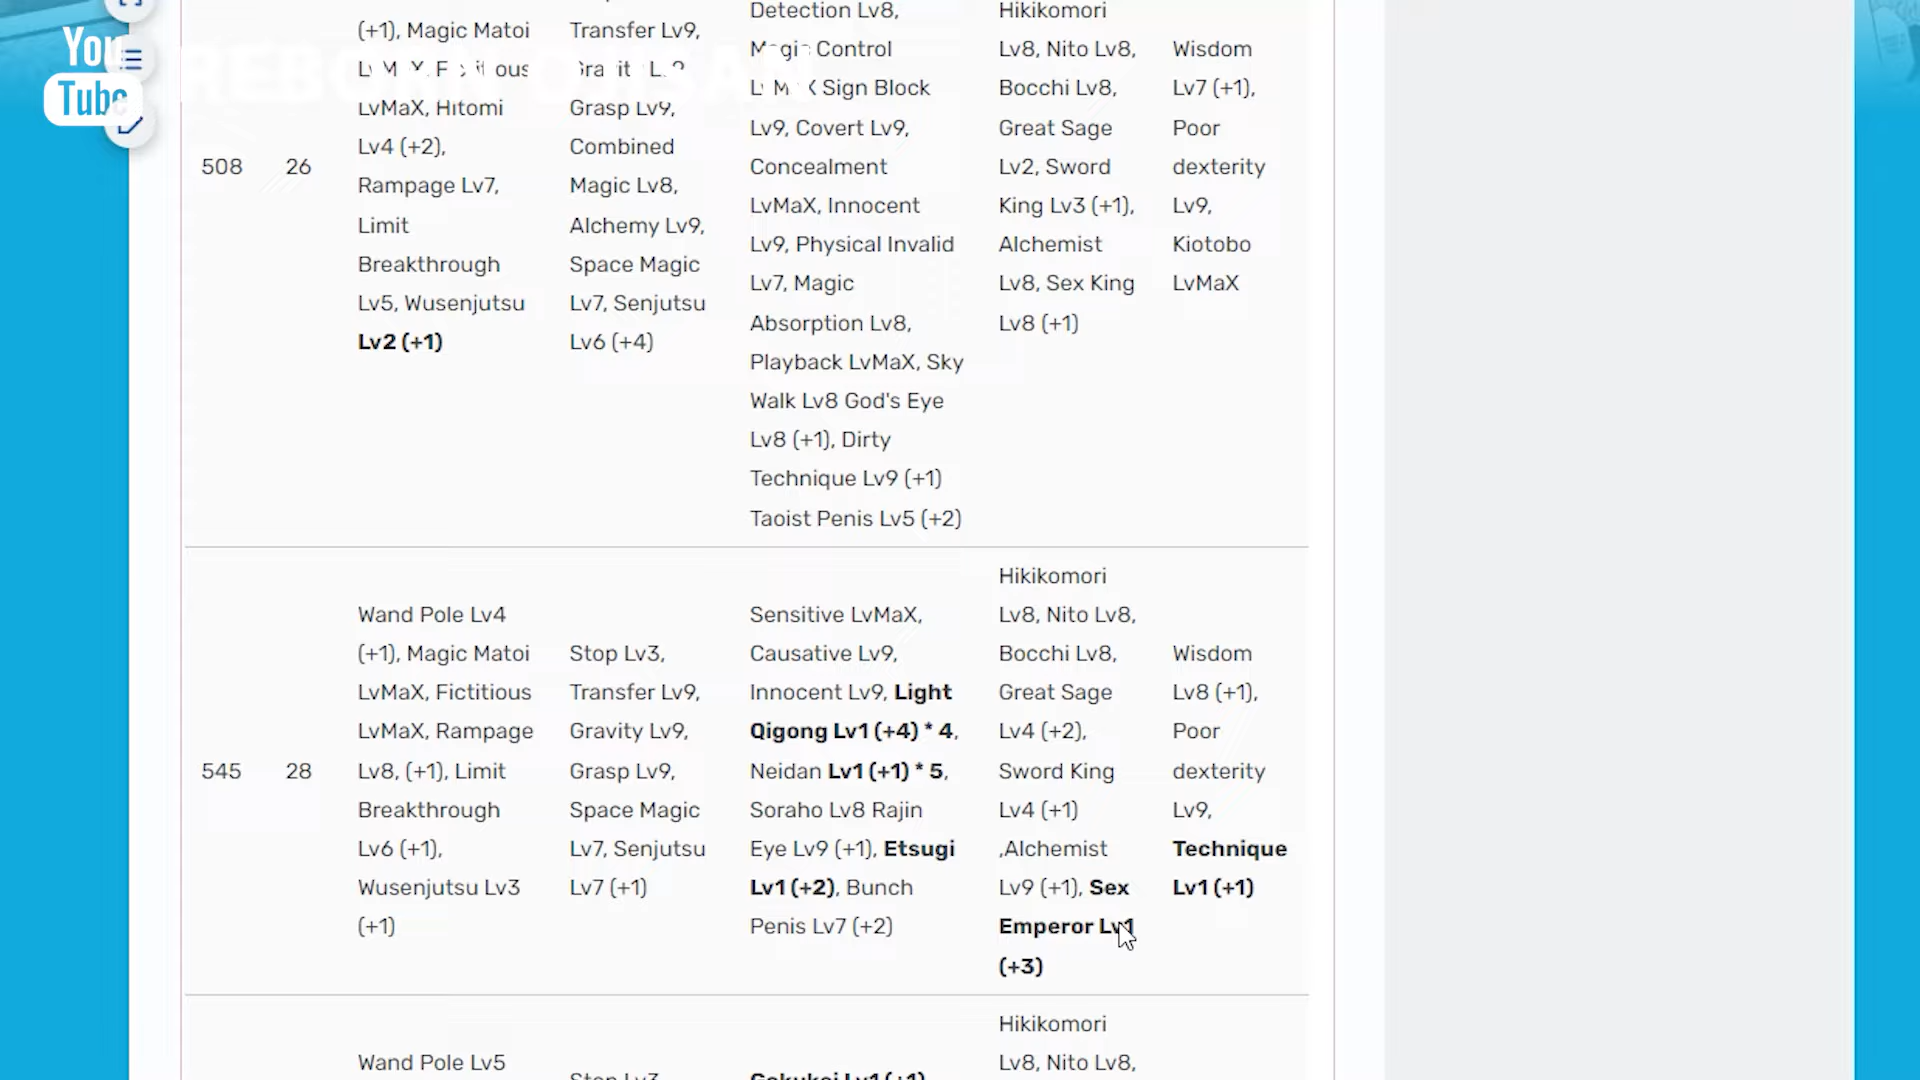 You
Tube
508
26
(+1), Magic Matoi
LvMaX, Fictitious
LvMaX, Hitomi
Lv4 (+2),
Rampage Lv7,
Limit
Breakthrough
Lv5, Wusenjutsu
Lv2 (+1)
Transfer Lv9,
Gravity Lv9,
Grasp Lv9,
Combined
Magic Lv8,
Alchemy Lv9,
Space Magic
Lv7, Senjutsu
Lv6 (+4)
Detection Lv8,
Magic Control
LvMaX Sign Block
Lv9, Covert Lv9,
Concealment
LvMaX, Innocent
Lv9, Physical Invalid
Lv7, Magic
Absorption Lv8,
Playback LvMaX, Sky
Walk Lv8 God's Eye
Lv8 (+1), Dirty
Technique Lv9 (+1)
Taoist Penis Lv5 (+2)
Hikikomori
Lv8, Nito Lv8,
Bocchi Lv8,
Great Sage
Lv2, Sword
King Lv3 (+1),
Alchemist
Lv8, Sex King
Lv8 (+1)
Wisdom
Lv7 (+1),
Poor
dexterity
Lv9,
Kiotobo
LvMaX
545
28
Wand Pole Lv4
(+1), Magic Matoi
LvMaX, Fictitious
LvMaX, Rampage
Lv8, (+1), Limit
Breakthrough
Lv6 (+1),
Wusenjutsu Lv3
(+1)
Stop Lv3,
Transfer Lv9,
Gravity Lv9,
Grasp Lv9,
Space Magic
Lv7, Senjutsu
Lv7 (+1)
Sensitive LvMaX,
Causative Lv9,
Innocent Lv9, Light
Qigong Lv1 (+4) * 4,
Neidan Lv1 (+1) * 5,
Soraho Lv8 Rajin
Eye Lv9 (+1), Etsugi
Lv1 (+2), Bunch
Penis Lv7 (+2)
Hikikomori
Lv8, Nito Lv8,
Bocchi Lv8,
Great Sage
Lv4 (+2),
Sword King
Lv4 (+1)
,Alchemist
Lv9 (+1), Sex
Emperor Lv1
(+3)
Wisdom
Lv8 (+1),
Poor
dexterity
Lv9,
Technique
Lv1 (+1)
Wand Pole Lv5
Stop Lv3
Hikikomori
Lv8, Nito Lv8,